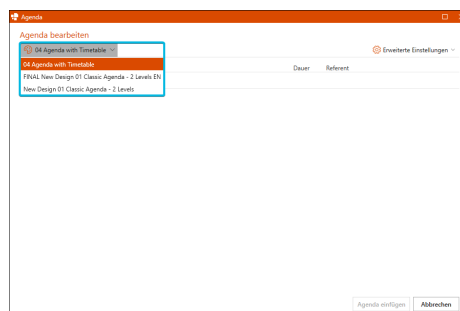 Agenda
Agenda bearbeiten
04 Agenda with Timetable
Erweiterte Einstellungen
04 Agenda with Timetable
Dauer Referent
FINAL New Design 01 Classic Agenda - 2 Levels EN
New Design 01 Classic Agenda - 2 Levels
Agenda einfügen Abbrechen